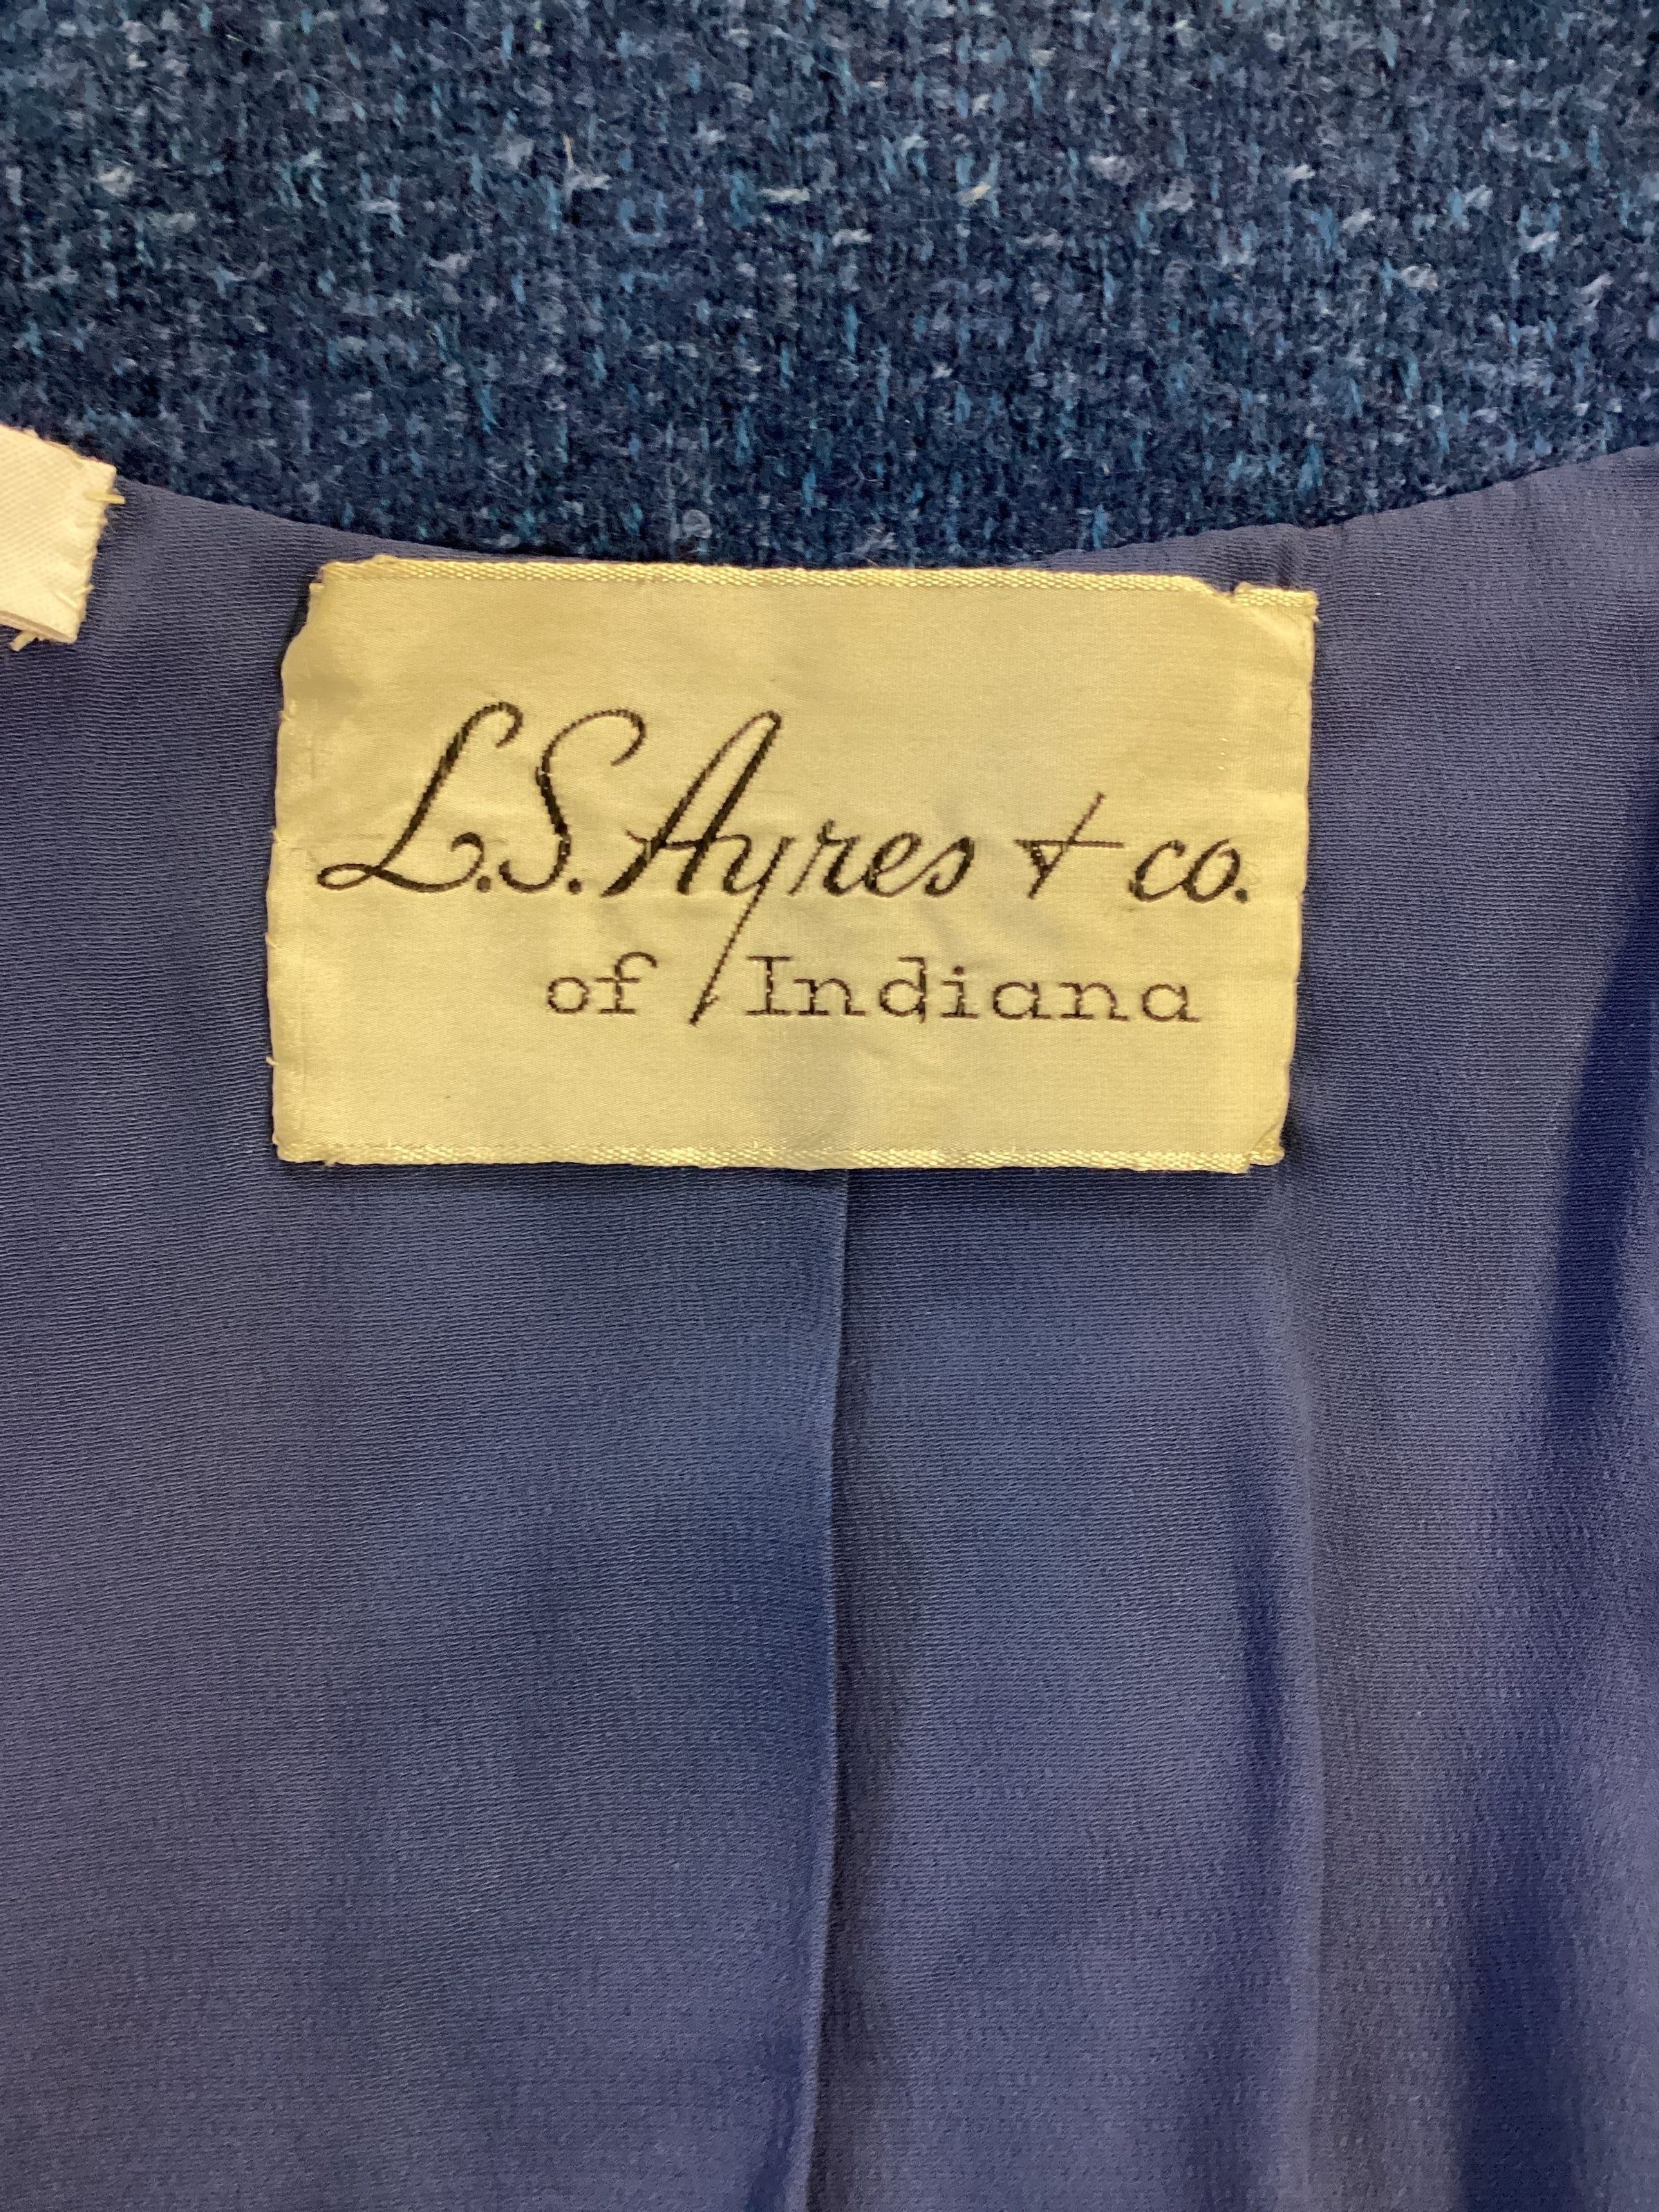 L.S. Ayres + co.
of Indiana